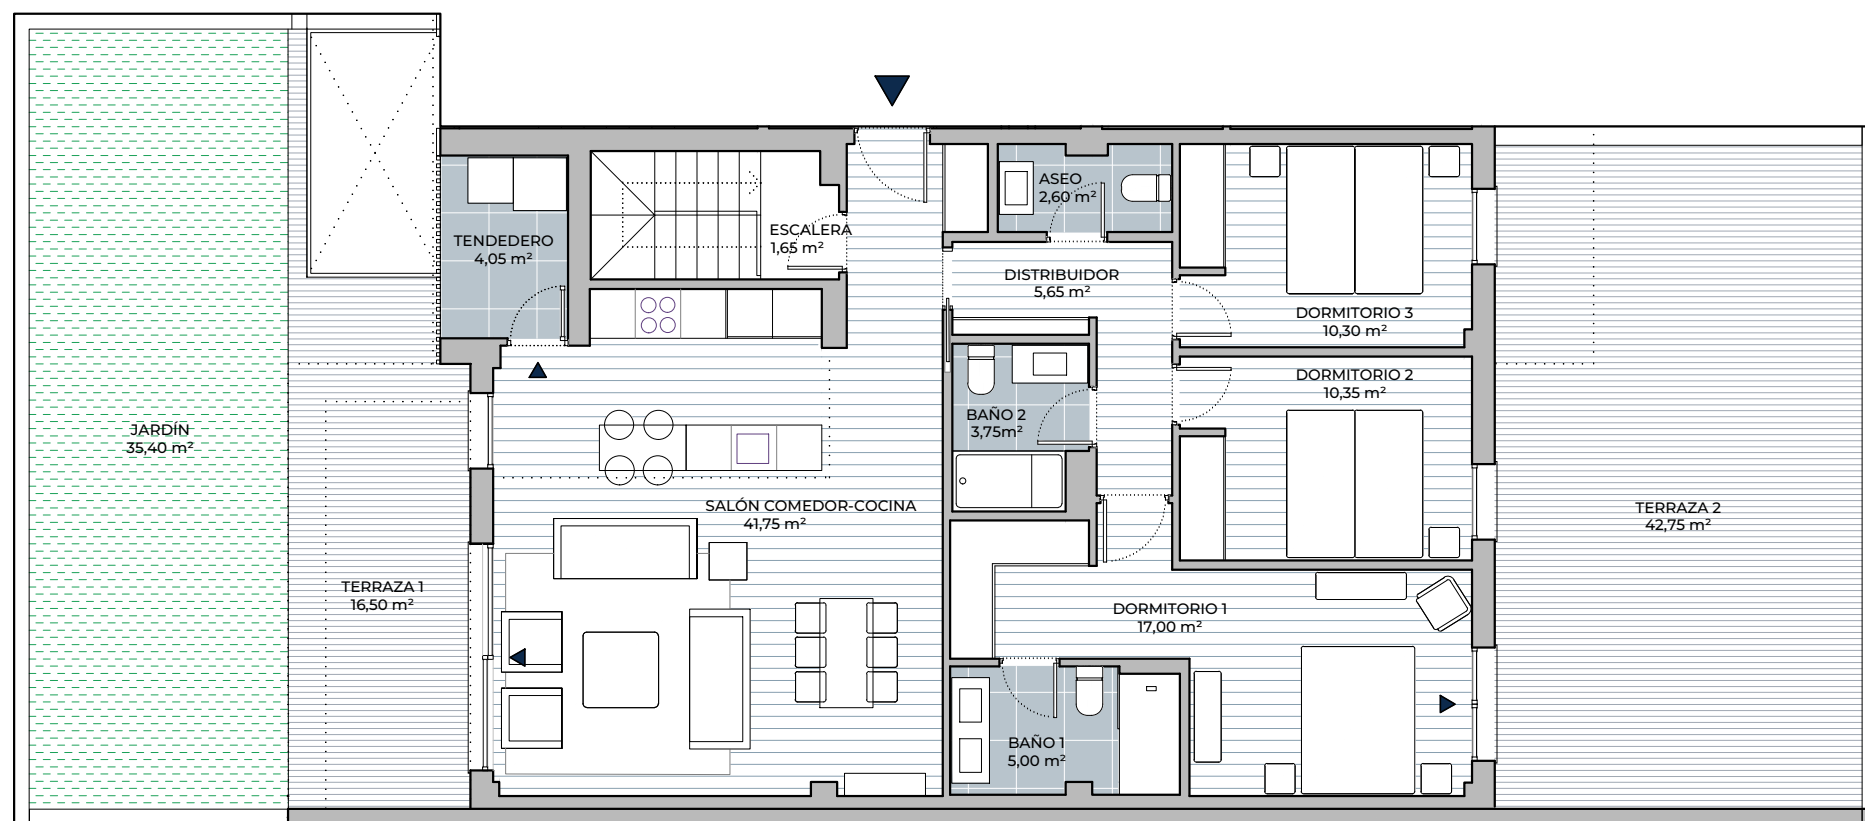 ASEO
2,60 m²
ESCALERA
1,65 m²
TENDEDERO
4,05 m²
DISTRIBUIDOR
5,65 m²
DORMITORIO 3
10,30 m²
DORMITORIO 2
10,35 m²
BAÑO 2
3,75m²
JARDÍN
35,40 m²
SALÓN COMEDOR-COCINA
41,75 m²
TERRAZA 2
42,75 m²
TERRAZA 1
16,50 m²
DORMITORIO 1
17,00 m²
BAÑO 1
5,00 m²